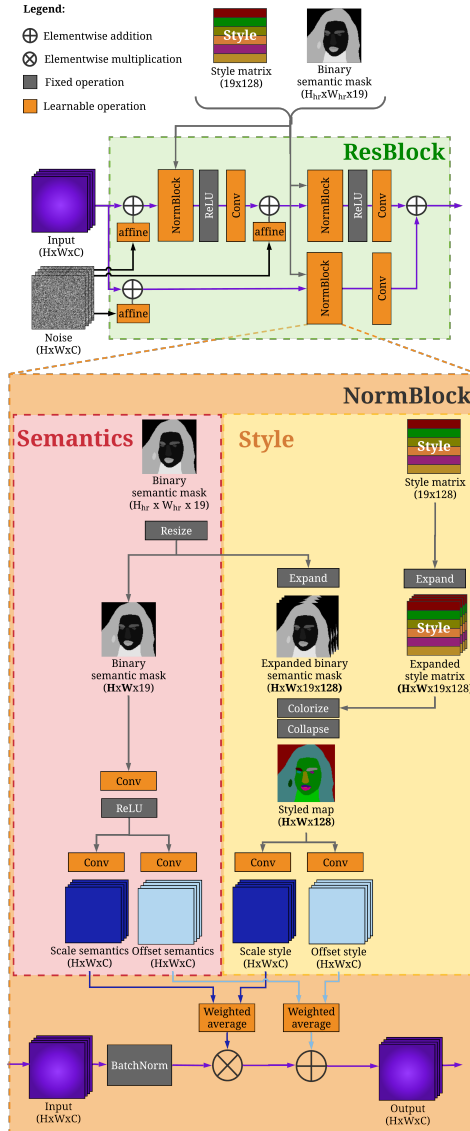 Legend:
Elementwise addition
Elementwise multiplication
Fixed operation
Learnable operation
Style
Style matrix
(19x128)
Binary
semantic mask
(HhrxWhrx19)
ResBlock
NormBlock
ReLU
Conv
NormBlock
ReLU
Conv
affine
affine
Input
(HxWxC)
NormBlock
Conv
affine
Noise
(HxWxC)
NormBlock
Semantics
Style
Style
Binary
semantic mask
(Hhr x Whr x 19)
Style matrix
(19x128)
Resize
Expand
Expand
Style
Binary
semantic mask
(HxWx19)
Expanded binary
semantic mask
(HxWx19x128)
Expanded
style matrix
(HxWx19x128)
Colorize
Collapse
Conv
ReLU
Styled map
(HxWx128)
Conv
Conv
Conv
Conv
Scale semantics
(HxWxC)
Offset semantics
(HxWxC)
Scale style
(HxWxC)
Offset style
(HxWxC)
Weighted
average
Weighted
average
BatchNorm
Input
(HxWxC)
Output
(HxWxC)